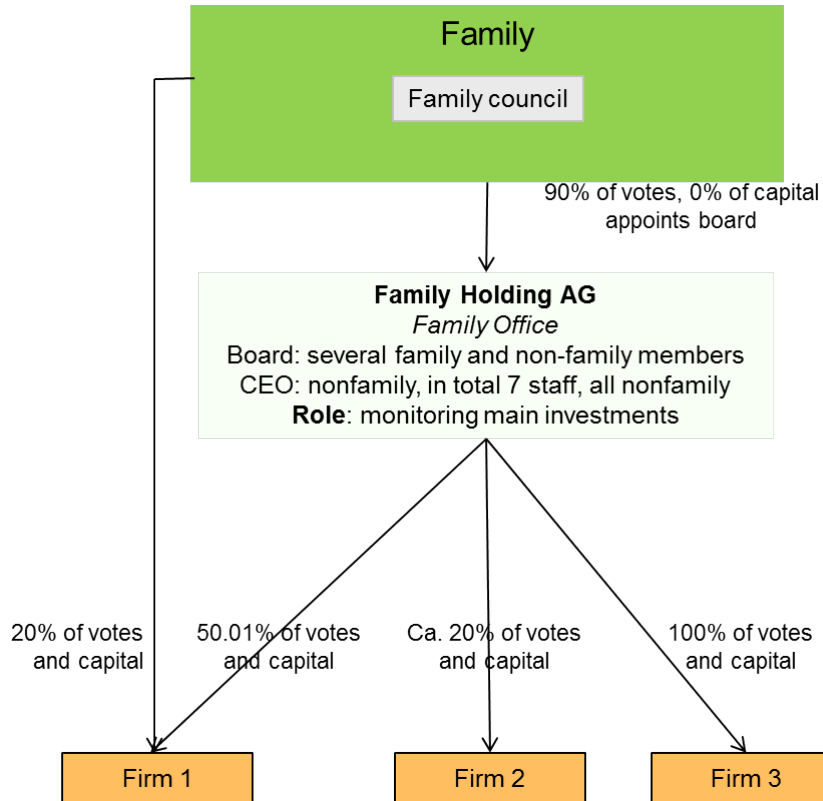 Family
Family council
90% of votes, 0% of capital
appoints board
Family Holding AG
Family Office
Board: several family and non-family members
CEO: nonfamily, in total 7 staff, all nonfamily
Role: monitoring main investments
20% of votes
and capital
50.01% of votes
and capital
Ca. 20% of votes
and capital
100% of votes
and capital
Firm 1
Firm 2
Firm 3